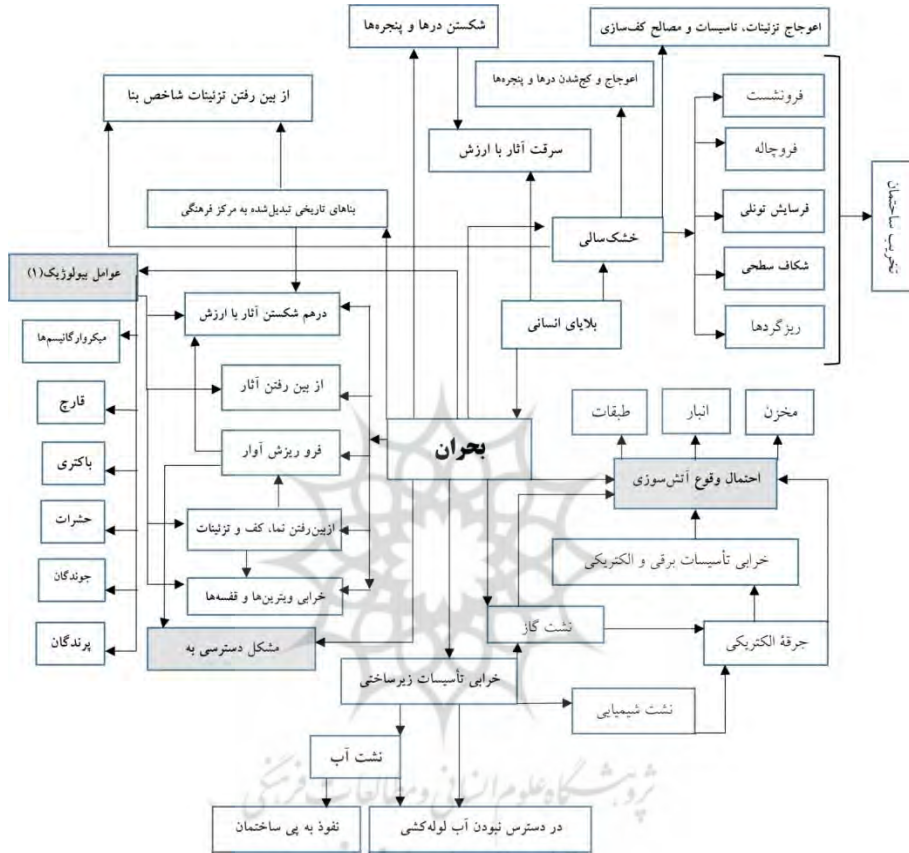 شکستن درها و پنجره‌ها
اعوجاج تزئینات، تاسیسات و مصالح کف‌سازی
اعوجاج و کج‌شدن درها و پنجره‌ها
از بین رفتن تزئینات شاخص بنا
فرونشست
سرقت آثار با ارزش
فروچاله
تخریب ساختمان
بناهای تاریخی تبدیل‌شده به مرکز فرهنگی
فرسایش تونلی
خشک‌سالی
عوامل بیولوژیک(۱)
شکاف سطحی
درهم شکستن آثار با ارزش
بلایای انسانی
ریزگردها
میکروارگانیسم‌ها
از بین رفتن آثار
مخزن
انبار
طبقات
قارچ
بحران
فرو ریزش آوار
باکتری
احتمال وقوع آتش‌سوزی
حشرات
ازبین‌رفتن نما، کف و تزئینات
خرابی تأسیسات برقی و الکتریکی
جوندگان
خرابی ویترین‌ها و قفسه‌ها
نشت گاز
جرقهٔ الکتریکی
پرندگان
مشکل دسترسی به
خرابی تأسیسات زیرساختی
نشت شیمیایی
نشت آب
پژوهشگاه علوم انسانی و مطالعات فرهنگی
در دسترس نبودن آب لوله‌کشی
نفوذ به پی ساختمان